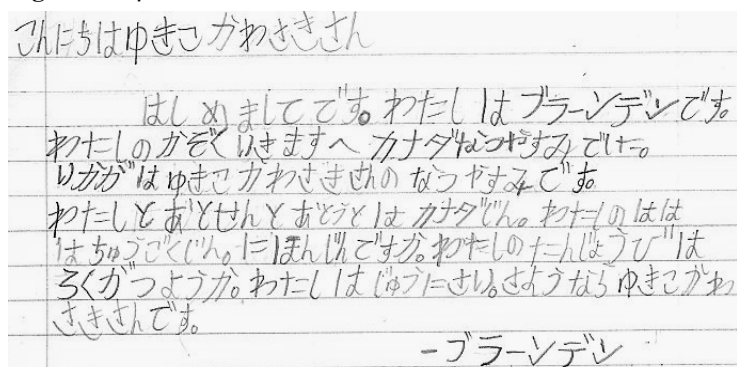 こんにちはゆきこかわさきさん
はじめましてです。わたしはブラーンデンです。
わたしのかぞくいきますへカナダなつやすみでした。
いかががはゆきこかわさきさんのなつやすみです。
わたしとおとせんとおとうとはカナダじん。わたしのはは
はちゅうごくじん。にほんじんですか。わたしのたんじょうび は
ろくがつようか。わたしはじゅうにさい。さようならゆきこかわ
さきさんです。
-ブラーンデン